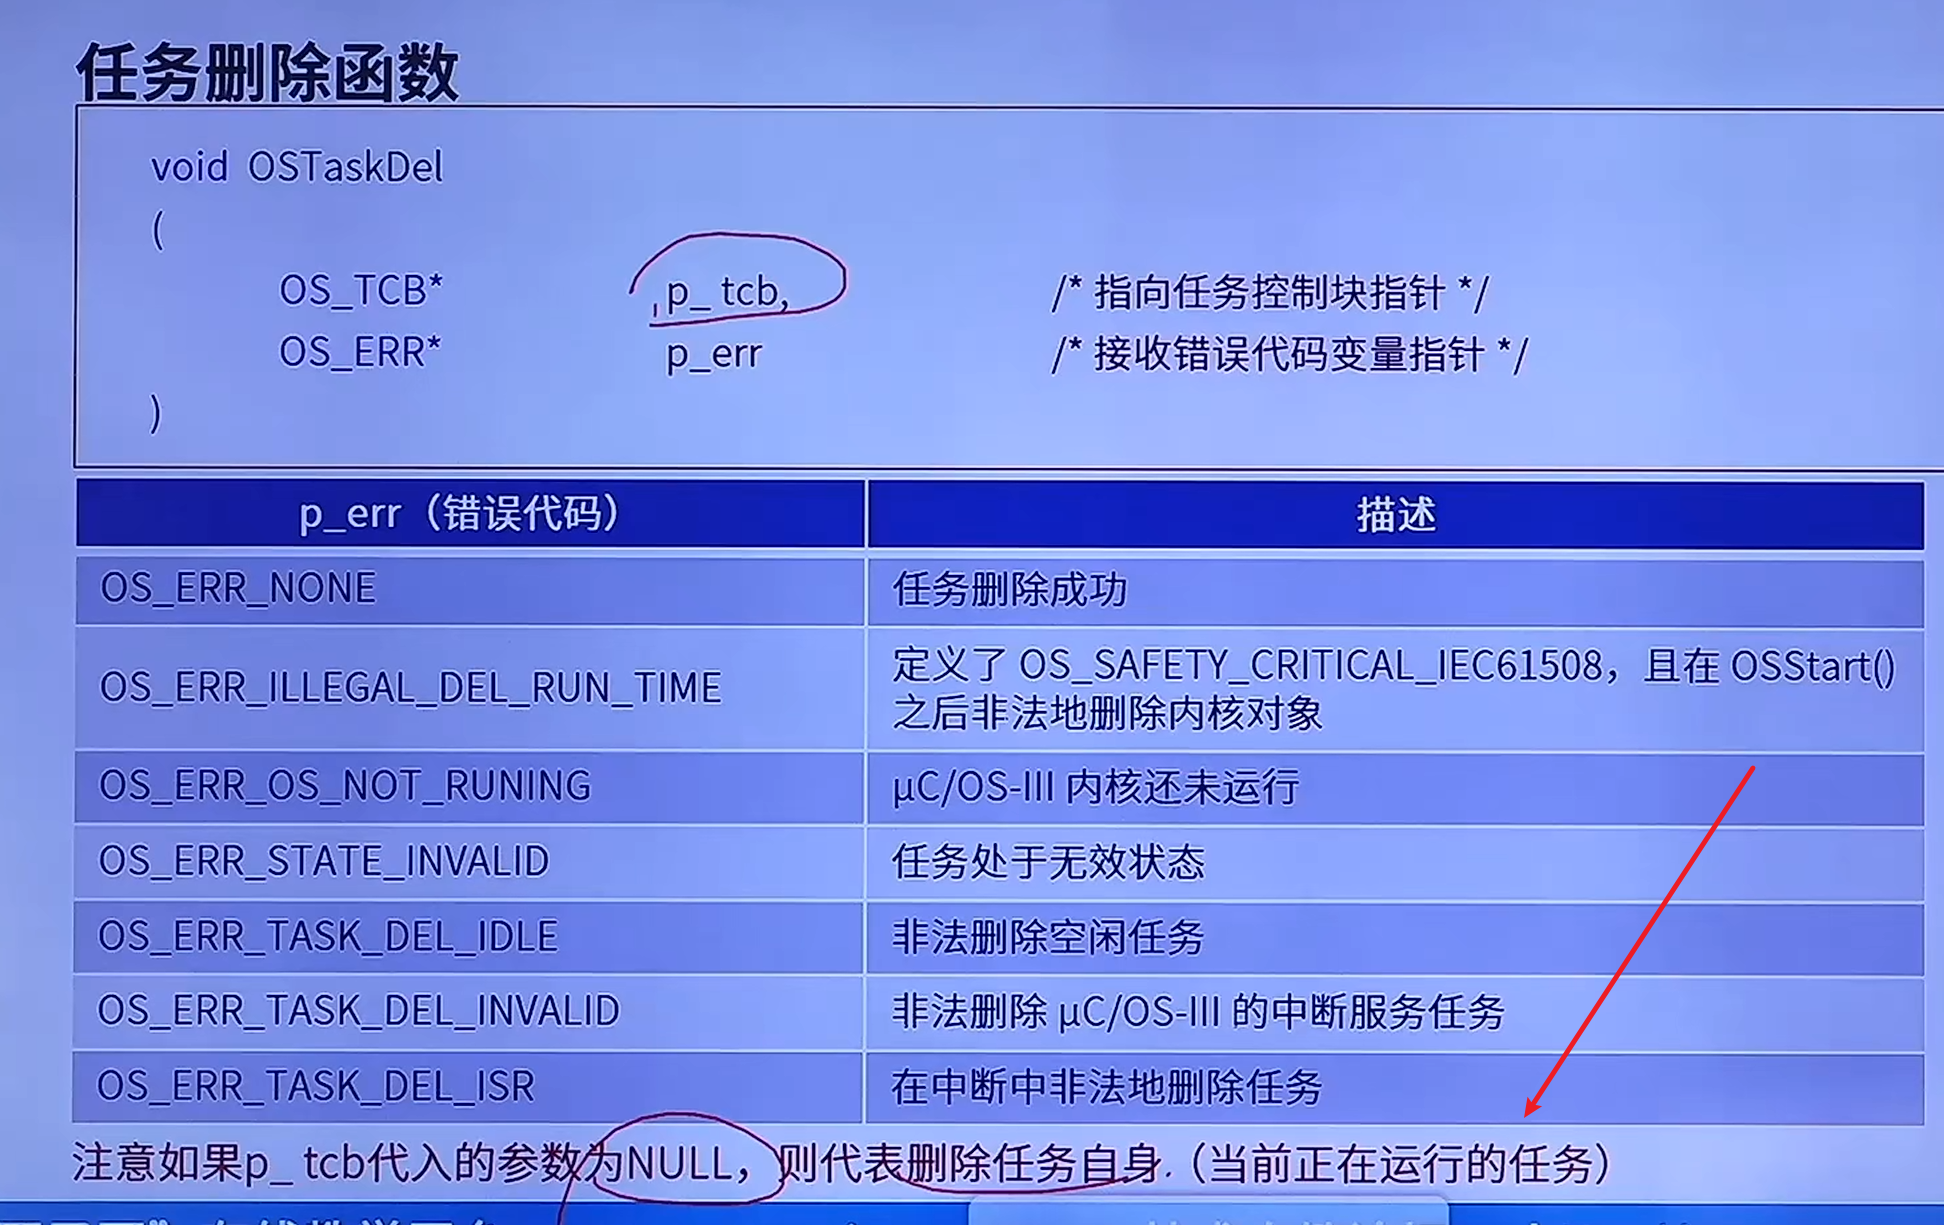 任务删除函数
void OSTaskDel
(
OS_TCB* p_ tcb, /* 指向任务控制块指针 */
OS_ERR* p_err /* 接收错误代码变量指针 */
)
p_err（错误代码） 描述
OS_ERR_NONE 任务删除成功
OS_ERR_ILLEGAL_DEL_RUN_TIME 定义了 OS_SAFETY_CRITICAL_IEC61508，且在 OSStart()
之后非法地删除内核对象
OS_ERR_OS_NOT_RUNING μC/OS-III 内核还未运行
OS_ERR_STATE_INVALID 任务处于无效状态
OS_ERR_TASK_DEL_IDLE 非法删除空闲任务
OS_ERR_TASK_DEL_INVALID 非法删除 μC/OS-III 的中断服务任务
OS_ERR_TASK_DEL_ISR 在中断中非法地删除任务
注意如果p_ tcb代入的参数为NULL，则代表删除任务自身.（当前正在运行的任务）